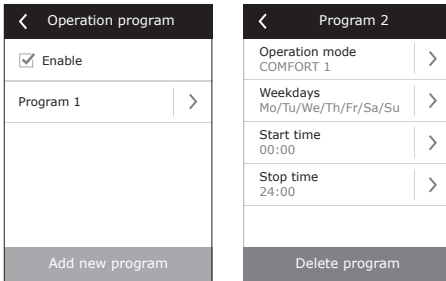 Operation program
Enable
Program 1
Add new program
Program 2
Operation mode
COMFORT 1
Weekdays
Mo/Tu/We/Th/Fr/Sa/Su
Start time
00:00
Stop time
24:00
Delete program